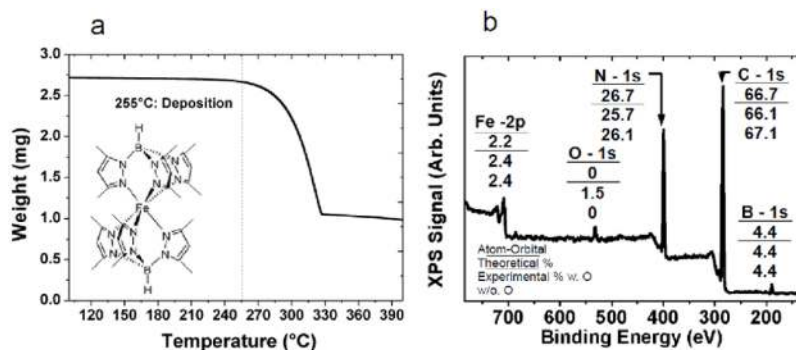 a
3.0
2.5
2.0
1.5
1.0
0.5
0.0
Weight (mg)
255°C: Deposition
H
B
N N N
N N N
Fe
N N N
N N N
B
H
120 150 180 210 240 270 300 330 360 390
Temperature (°C)
b
XPS Signal (Arb. Units)
Fe -2p
2.2
2.4
2.4
O - 1s
0
1.5
0
N - 1s
26.7
25.7
26.1
C - 1s
66.7
66.1
67.1
B - 1s
4.4
4.4
4.4
Atom-Orbital
Theoretical %
Experimental % w. O
w/o. O
700 600 500 400 300 200
Binding Energy (eV)